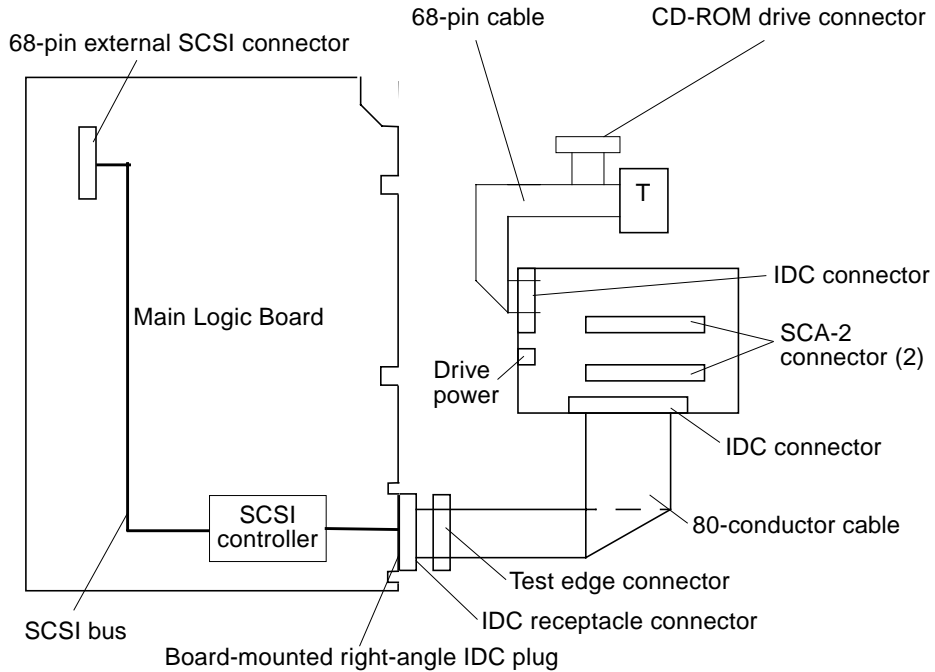 68-pin cable
CD-ROM drive connector
68-pin external SCSI connector
T
IDC connector
Main Logic Board
SCA-2
connector (2)
Drive
power
IDC connector
SCSI
controller
80-conductor cable
Test edge connector
IDC receptacle connector
SCSI bus
Board-mounted right-angle IDC plug